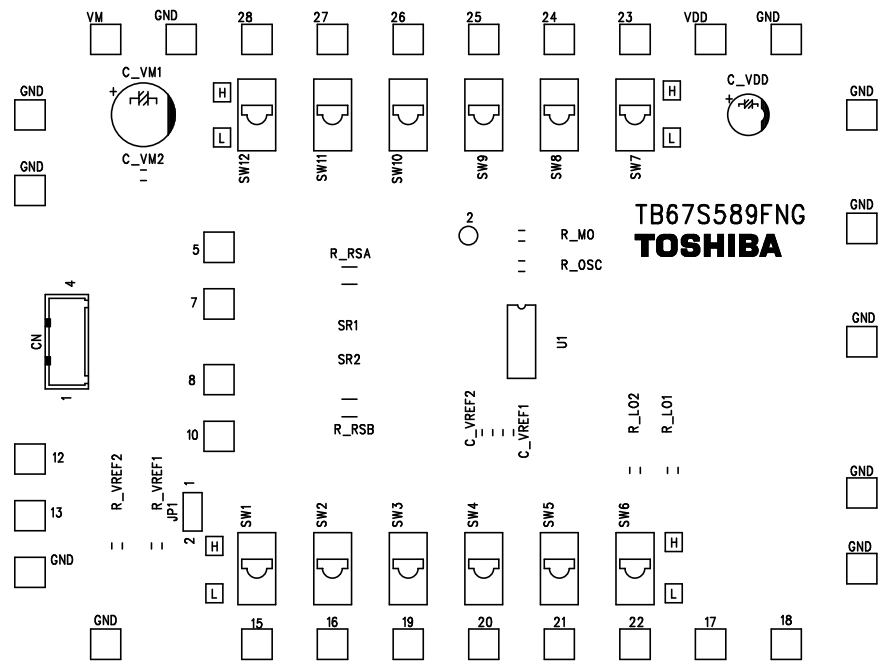 VM GND 28 27 26 25 24 23 VDD GND
C_VM1 C_VDD
GND + H H + GND
L L
C_VM2
SW12 SW11 SW10 SW9 SW8 SW7
GND
GND
2 TB67S589FNG
R_MO
5 R_RSA TOSHIBA
R_OSC
4
7
SR1 GND
CN U1
SR2
8
1
R_LO2 R_LO1
10 R_RSB C_VREF2 C_VREF1
12
R_VREF2 R_VREF1 GND
1
13 JP1 SW1 SW2 SW3 SW4 SW5 SW6
2 H H
GND GND
L L
GND 15 16 19 20 21 22 17 18